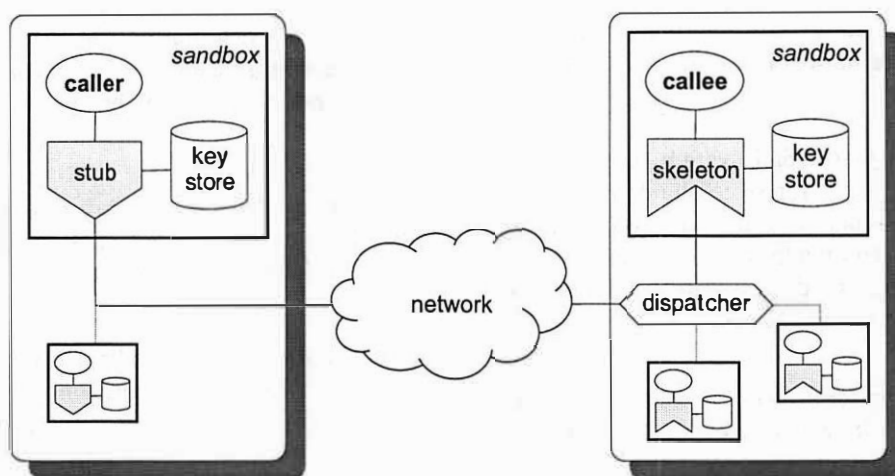 sandbox
caller
stub
key
store
network
sandbox
callee
skeleton
key
store
dispatcher